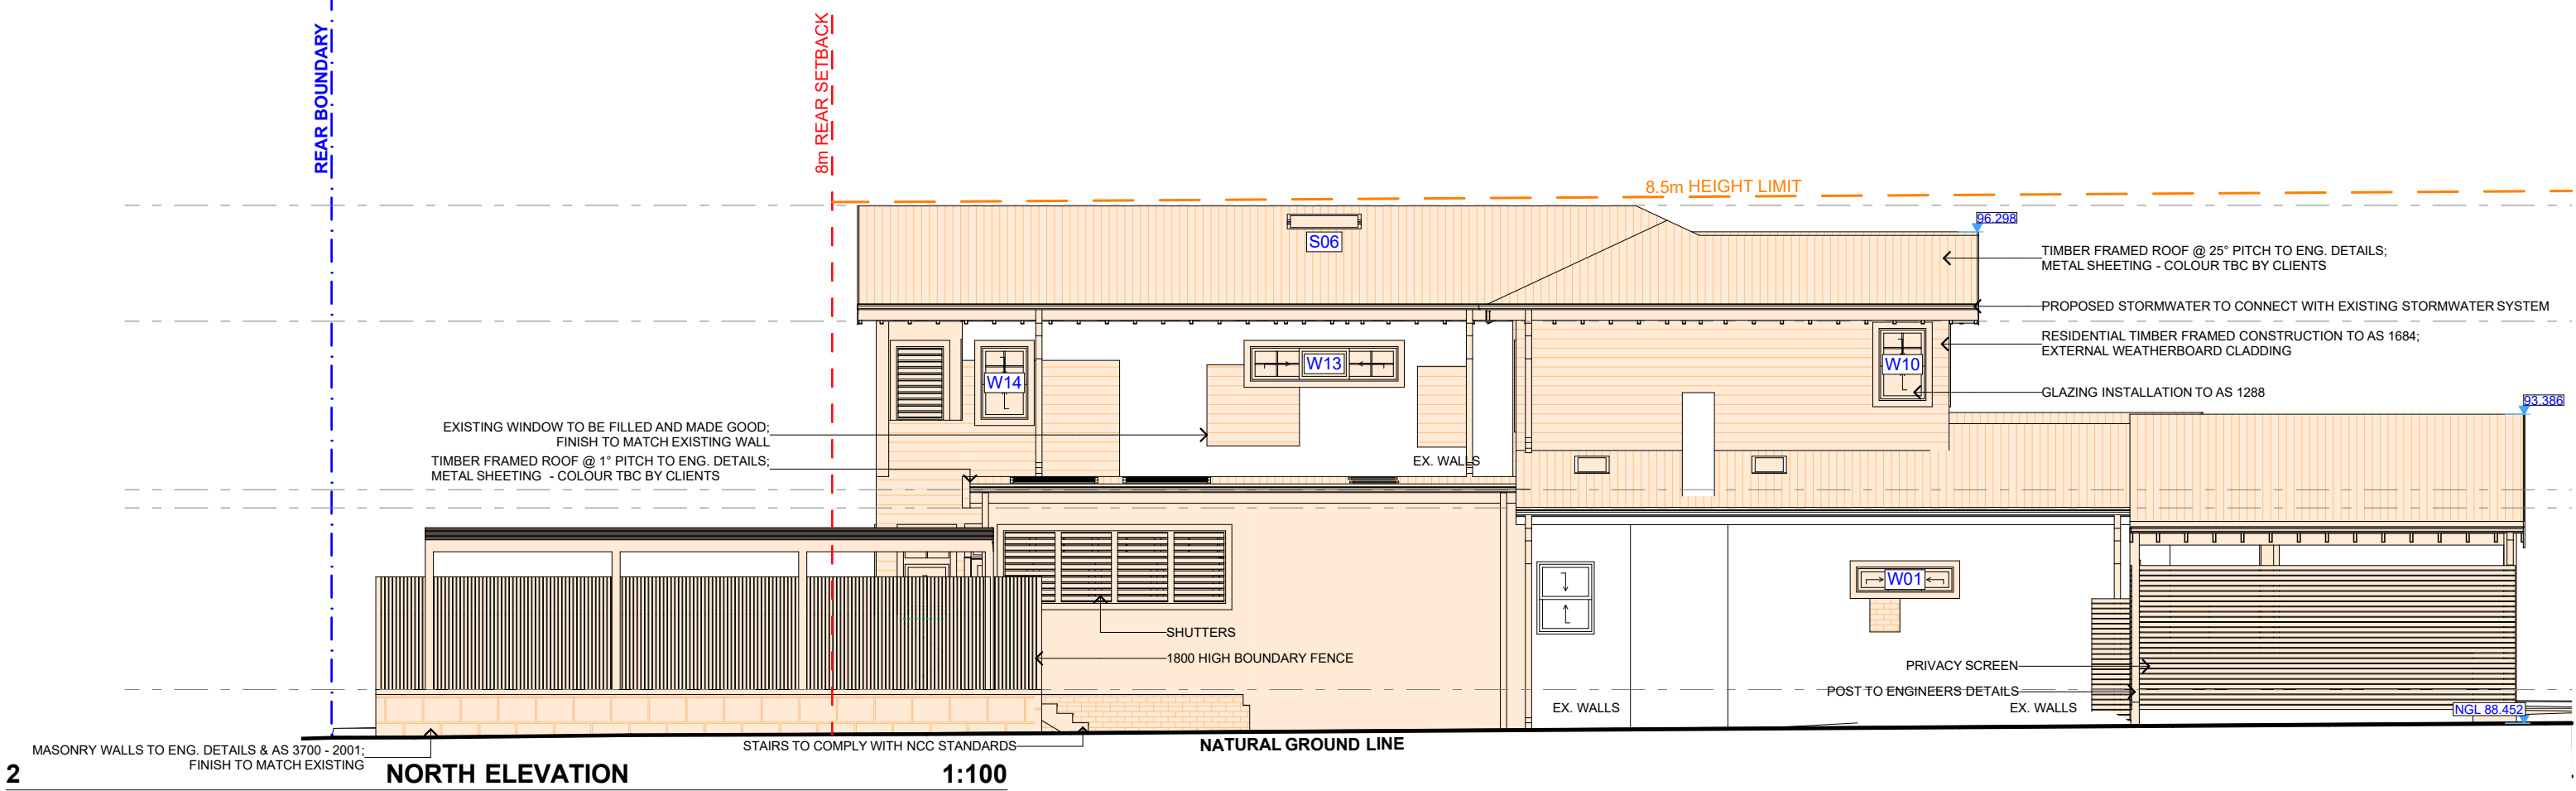 REAR BOUNDARY
8m REAR SETBACK
8.5m HEIGHT LIMIT
96.298
S06
TIMBER FRAMED ROOF @ 25° PITCH TO ENG. DETAILS;
METAL SHEETING - COLOUR TBC BY CLIENTS
PROPOSED STORMWATER TO CONNECT WITH EXISTING STORMWATER SYSTEM
RESIDENTIAL TIMBER FRAMED CONSTRUCTION TO AS 1684;
EXTERNAL WEATHERBOARD CLADDING
W14
W13
W10
GLAZING INSTALLATION TO AS 1288
93.386
EXISTING WINDOW TO BE FILLED AND MADE GOOD;
FINISH TO MATCH EXISTING WALL
TIMBER FRAMED ROOF @ 1° PITCH TO ENG. DETAILS;
METAL SHEETING - COLOUR TBC BY CLIENTS
EX. WALLS
W01
SHUTTERS
1800 HIGH BOUNDARY FENCE
PRIVACY SCREEN
POST TO ENGINEERS DETAILS
EX. WALLS
EX. WALLS
NGL 88.452
MASONRY WALLS TO ENG. DETAILS & AS 3700 - 2001;
FINISH TO MATCH EXISTING
STAIRS TO COMPLY WITH NCC STANDARDS
NATURAL GROUND LINE
2
NORTH ELEVATION
1:100